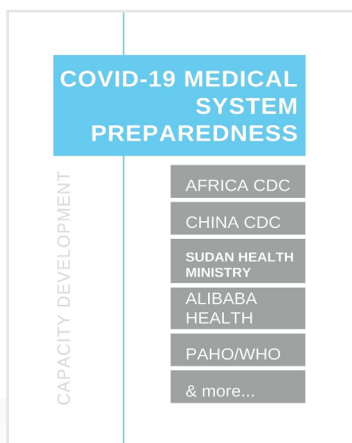 COVID-19 MEDICAL
SYSTEM
PREPAREDNESS
CAPACITY DEVELOPMENT
AFRICA CDC
CHINA CDC
SUDAN HEALTH
MINISTRY
ALIBABA
HEALTH
PAHO/WHO
& more...